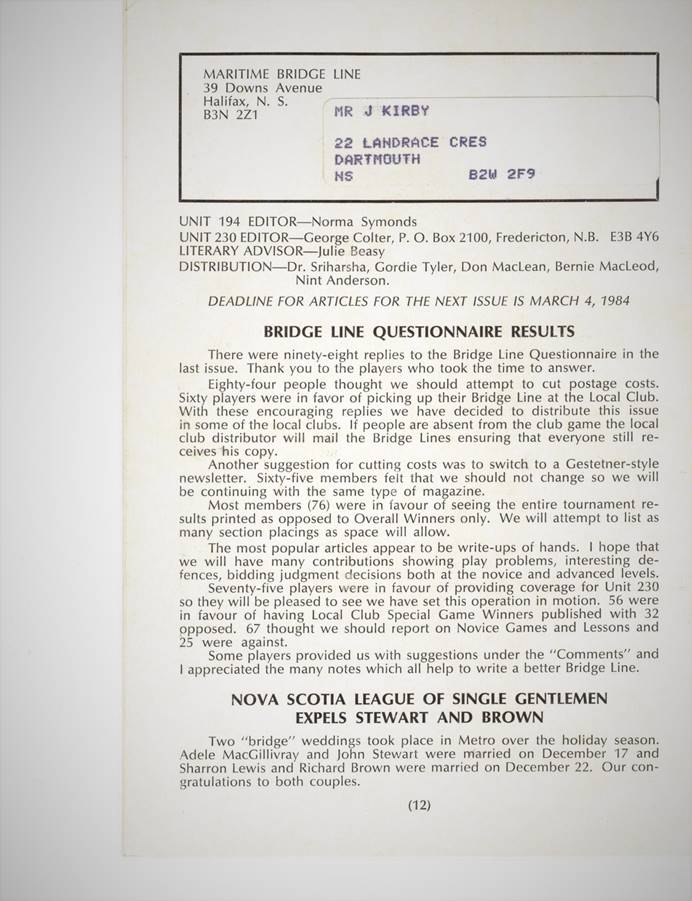 MARITIME BRIDGE LINE
39 Downs Avenue
Halifax, N. S.
B3N 2Z1
MR J KIRBY
22 LANDRACE CRES
DARTMOUTH
NS B2W 2F9
UNIT 194 EDITOR—Norma Symonds
UNIT 230 EDITOR—George Colter, P. O. Box 2100, Fredericton, N.B. E3B 4Y6
LITERARY ADVISOR—Julie Beasy
DISTRIBUTION—Dr. Sriharsha, Gordie Tyler, Don MacLean, Bernie MacLeod,
Nint Anderson.
DEADLINE FOR ARTICLES FOR THE NEXT ISSUE IS MARCH 4, 1984
BRIDGE LINE QUESTIONNAIRE RESULTS
There were ninety-eight replies to the Bridge Line Questionnaire in the
last issue. Thank you to the players who took the time to answer.
Eighty-four people thought we should attempt to cut postage costs.
Sixty players were in favor of picking up their Bridge Line at the Local Club.
With these encouraging replies we have decided to distribute this issue
in some of the local clubs. If people are absent from the club game the local
club distributor will mail the Bridge Lines ensuring that everyone still re-
ceives his copy.
Another suggestion for cutting costs was to switch to a Gestetner-style
newsletter. Sixty-five members felt that we should not change so we will
be continuing with the same type of magazine.
Most members (76) were in favour of seeing the entire tournament re-
sults printed as opposed to Overall Winners only. We will attempt to list as
many section placings as space will allow.
The most popular articles appear to be write-ups of hands. I hope that
we will have many contributions showing play problems, interesting de-
fences, bidding judgment decisions both at the novice and advanced levels.
Seventy-five players were in favour of providing coverage for Unit 230
so they will be pleased to see we have set this operation in motion. 56 were
in favour of having Local Club Special Game Winners published with 32
opposed. 67 thought we should report on Novice Games and Lessons and
25 were against.
Some players provided us with suggestions under the "Comments" and
I appreciated the many notes which all help to write a better Bridge Line.
NOVA SCOTIA LEAGUE OF SINGLE GENTLEMEN
EXPELS STEWART AND BROWN
Two "bridge" weddings took place in Metro over the holiday season.
Adele MacGillivray and John Stewart were married on December 17 and
Sharron Lewis and Richard Brown were married on December 22. Our con-
gratulations to both couples.
(12)